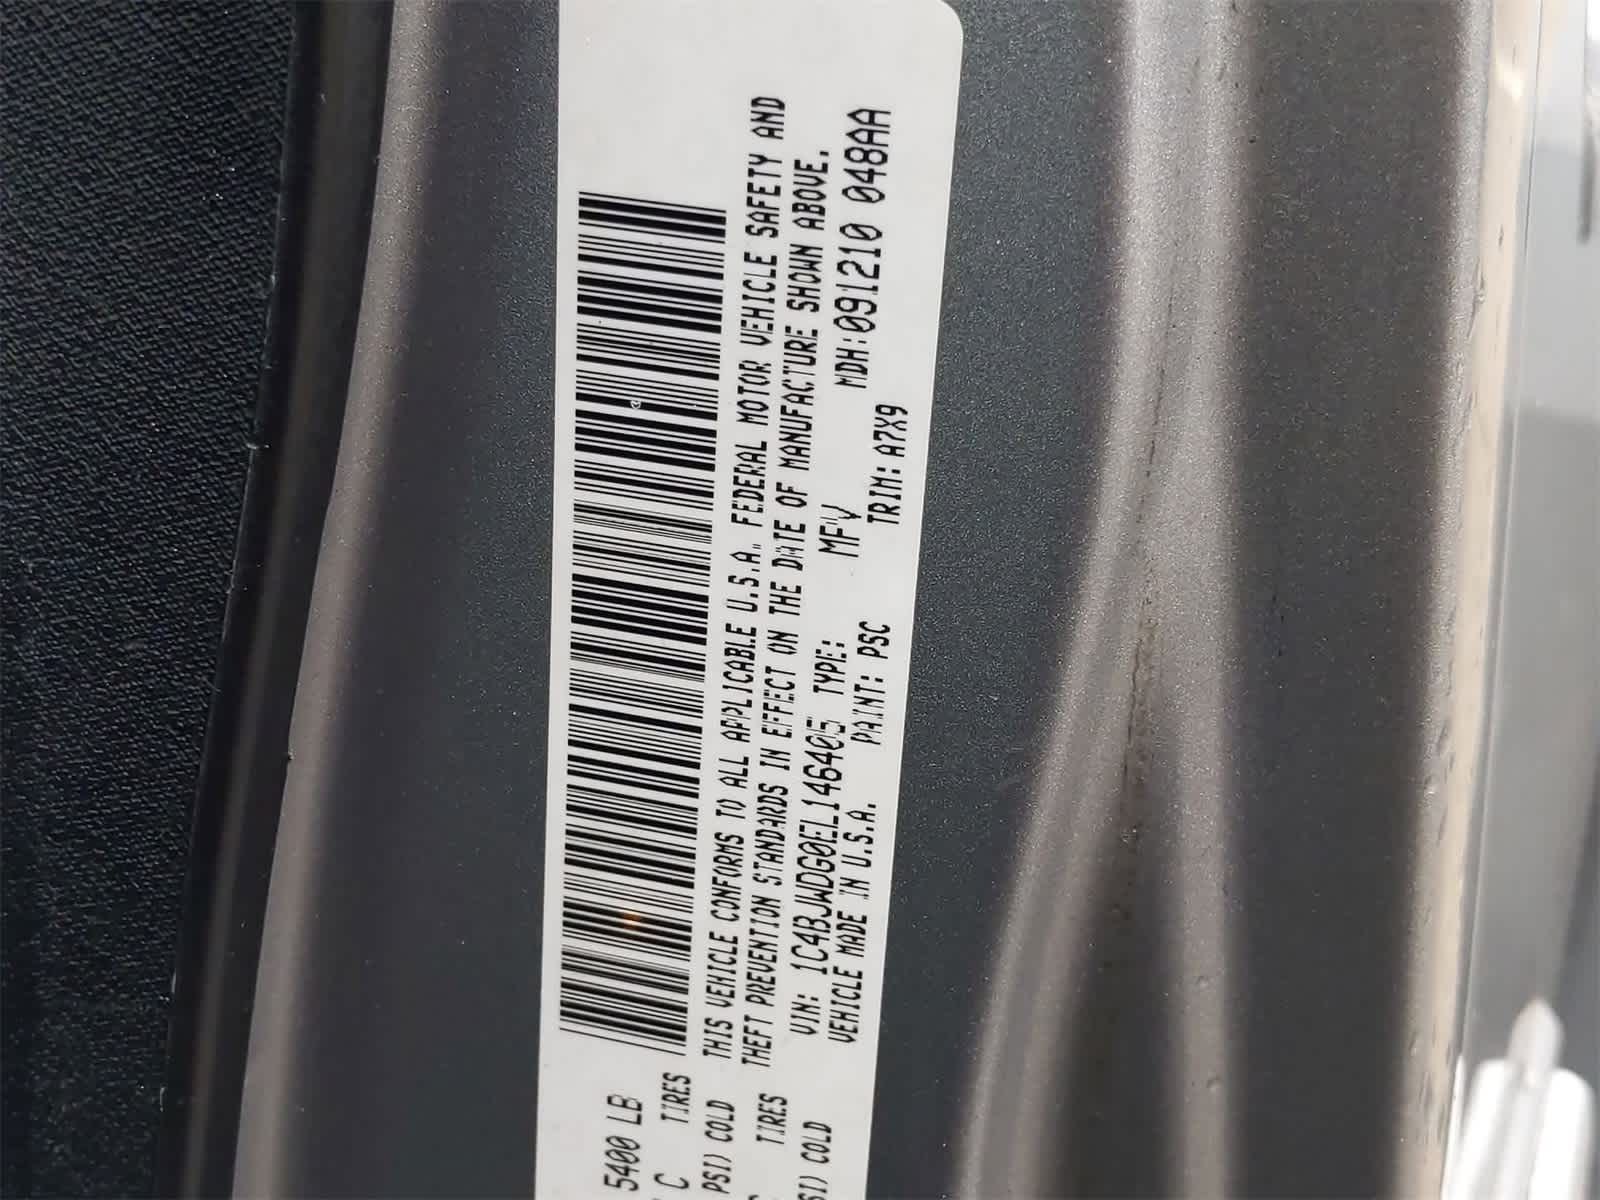 5400 LB
C TIRES
PSI) COLD
TIRES
SI) COLD
THIS VEHICLE CONFORMS TO ALL APPLICABLE U.S.A. FEDERAL MOTOR VEHICLE SAFETY AND
THEFT PREVENTION STANDARDS IN EFFECT ON THE DATE OF MANUFACTURE SHOWN ABOVE.
VIN: 1C4BJWDG0EL146405 TYPE: MPV MDH:091210 048AA
VEHICLE MADE IN U.S.A. PAINT: PSC TRIM: A7X9